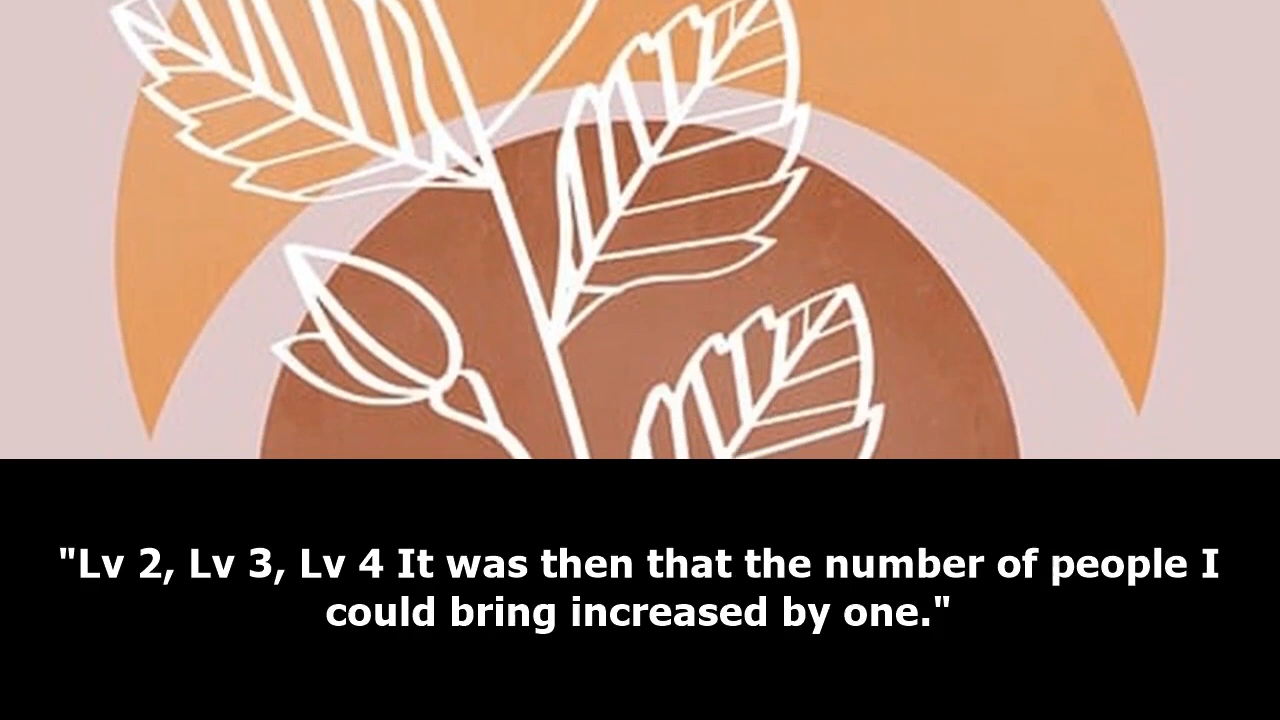 "Lv 2, Lv 3, Lv 4 It was then that the number of people I
could bring increased by one."